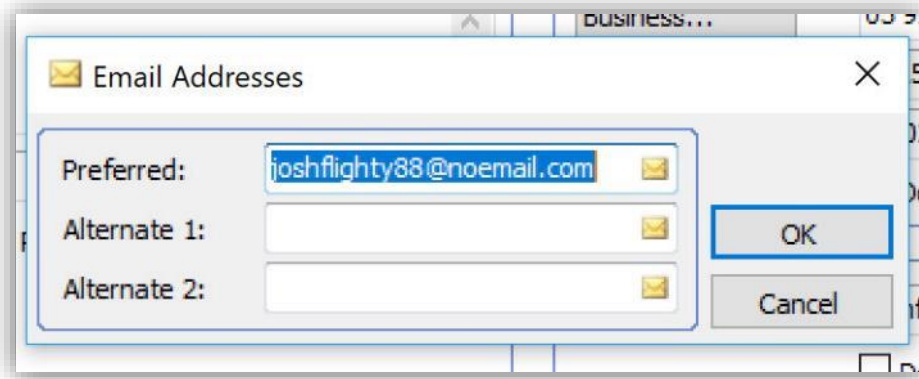 Business...
Email Addresses
Preferred:
joshflighty88@noemail.com
Alternate 1:
Alternate 2:
OK
Cancel